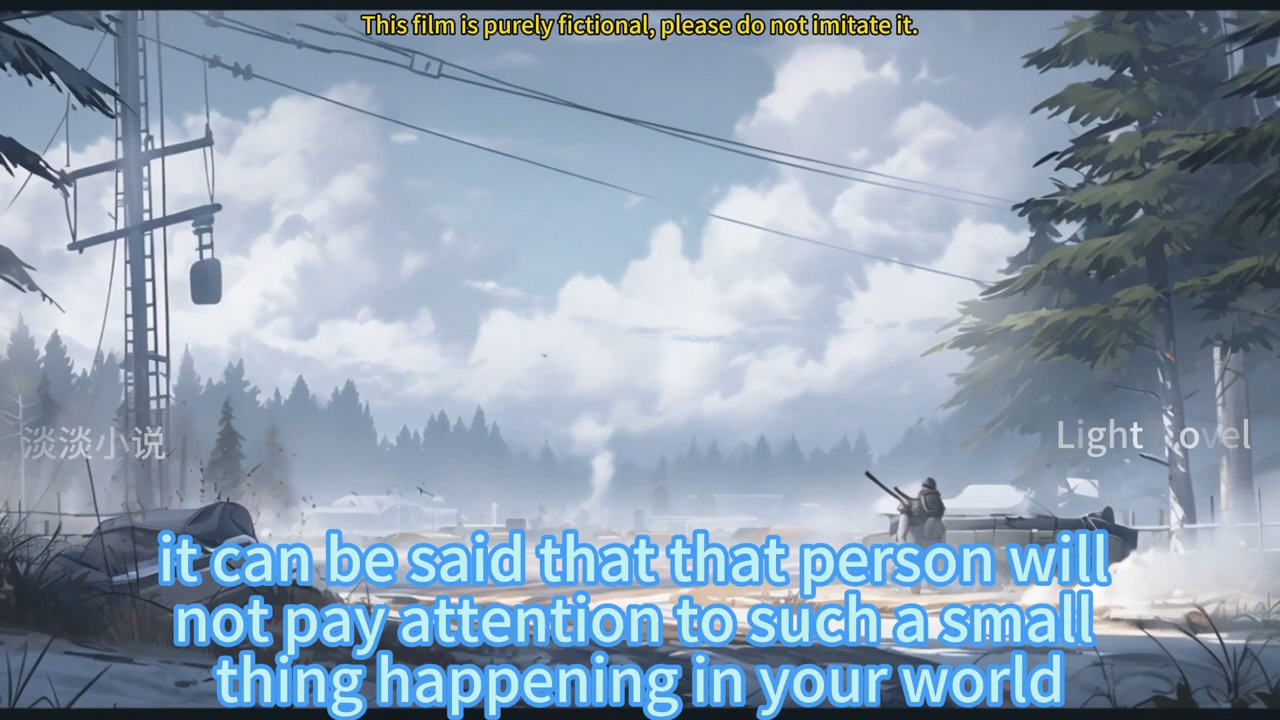 This film is purely fictional, please do not imitate it.
淡淡小说
Light ovel
it can be said that that person will
not pay attention to such a small
thing happening in your world